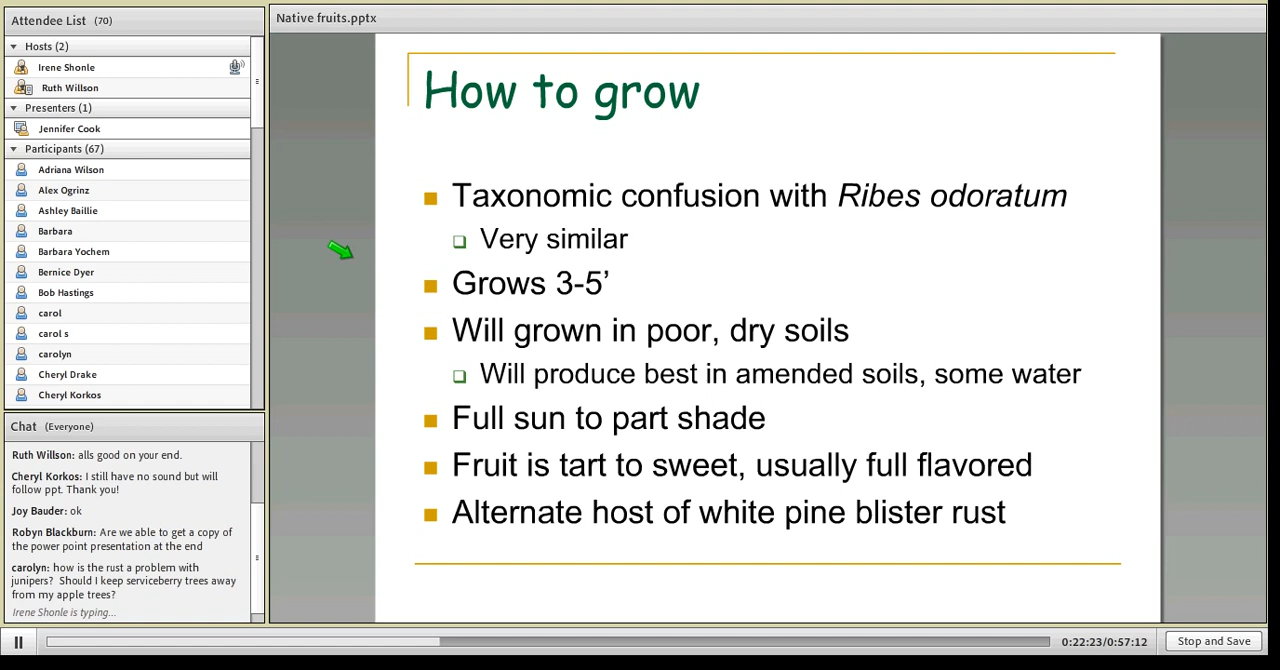 Attendee List (70)
Hosts (2)
Irene Shonle
Ruth Willson
Presenters (1)
Jennifer Cook
Participants (67)
Adriana Wilson
Alex Ogrinz
Ashley Baillie
Barbara
Barbara Yochem
Bernice Dyer
Bob Hastings
carol
carol s
carolyn
Cheryl Drake
Cheryl Korkos
Chat (Everyone)
Ruth Willson: alls good on your end.
Cheryl Korkos: I still have no sound but will
follow ppt. Thank you!
Joy Bauder: ok
Robyn Blackburn: Are we able to get a copy of
the power point presentation at the end
carolyn: how is the rust a problem with
junipers? Should I keep serviceberry trees away
from my apple trees?
Irene Shonle is typing...
Native fruits.pptx
How to grow
Taxonomic confusion with Ribes odoratum
Very similar
Grows 3-5’
Will grown in poor, dry soils
Will produce best in amended soils, some water
Full sun to part shade
Fruit is tart to sweet, usually full flavored
Alternate host of white pine blister rust
0:22:23/0:57:12
Stop and Save